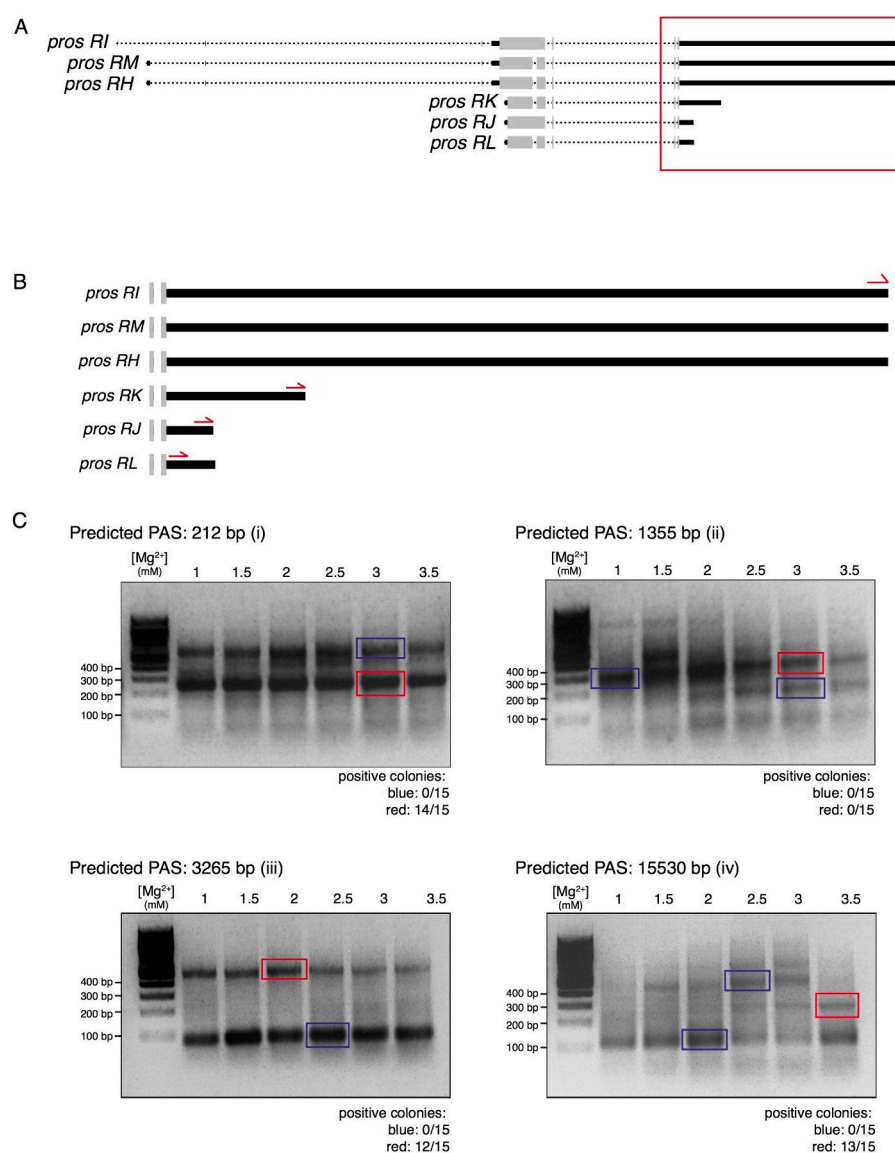 A
pros RI
pros RM
pros RH
pros RK
pros RJ
pros RL
B
pros RI
pros RM
pros RH
pros RK
pros RJ
pros RL
C
Predicted PAS: 212 bp (i)
[Mg²⁺]
(mM)
1 1.5 2 2.5 3 3.5
400 bp
300 bp
200 bp
100 bp
positive colonies:
blue: 0/15
red: 14/15
Predicted PAS: 1355 bp (ii)
[Mg²⁺]
(mM)
1 1.5 2 2.5 3 3.5
400 bp
300 bp
200 bp
100 bp
positive colonies:
blue: 0/15
red: 0/15
Predicted PAS: 3265 bp (iii)
[Mg²⁺]
(mM)
1 1.5 2 2.5 3 3.5
400 bp
300 bp
200 bp
100 bp
positive colonies:
blue: 0/15
red: 12/15
Predicted PAS: 15530 bp (iv)
[Mg²⁺]
(mM)
1 1.5 2 2.5 3 3.5
400 bp
300 bp
200 bp
100 bp
positive colonies:
blue: 0/15
red: 13/15